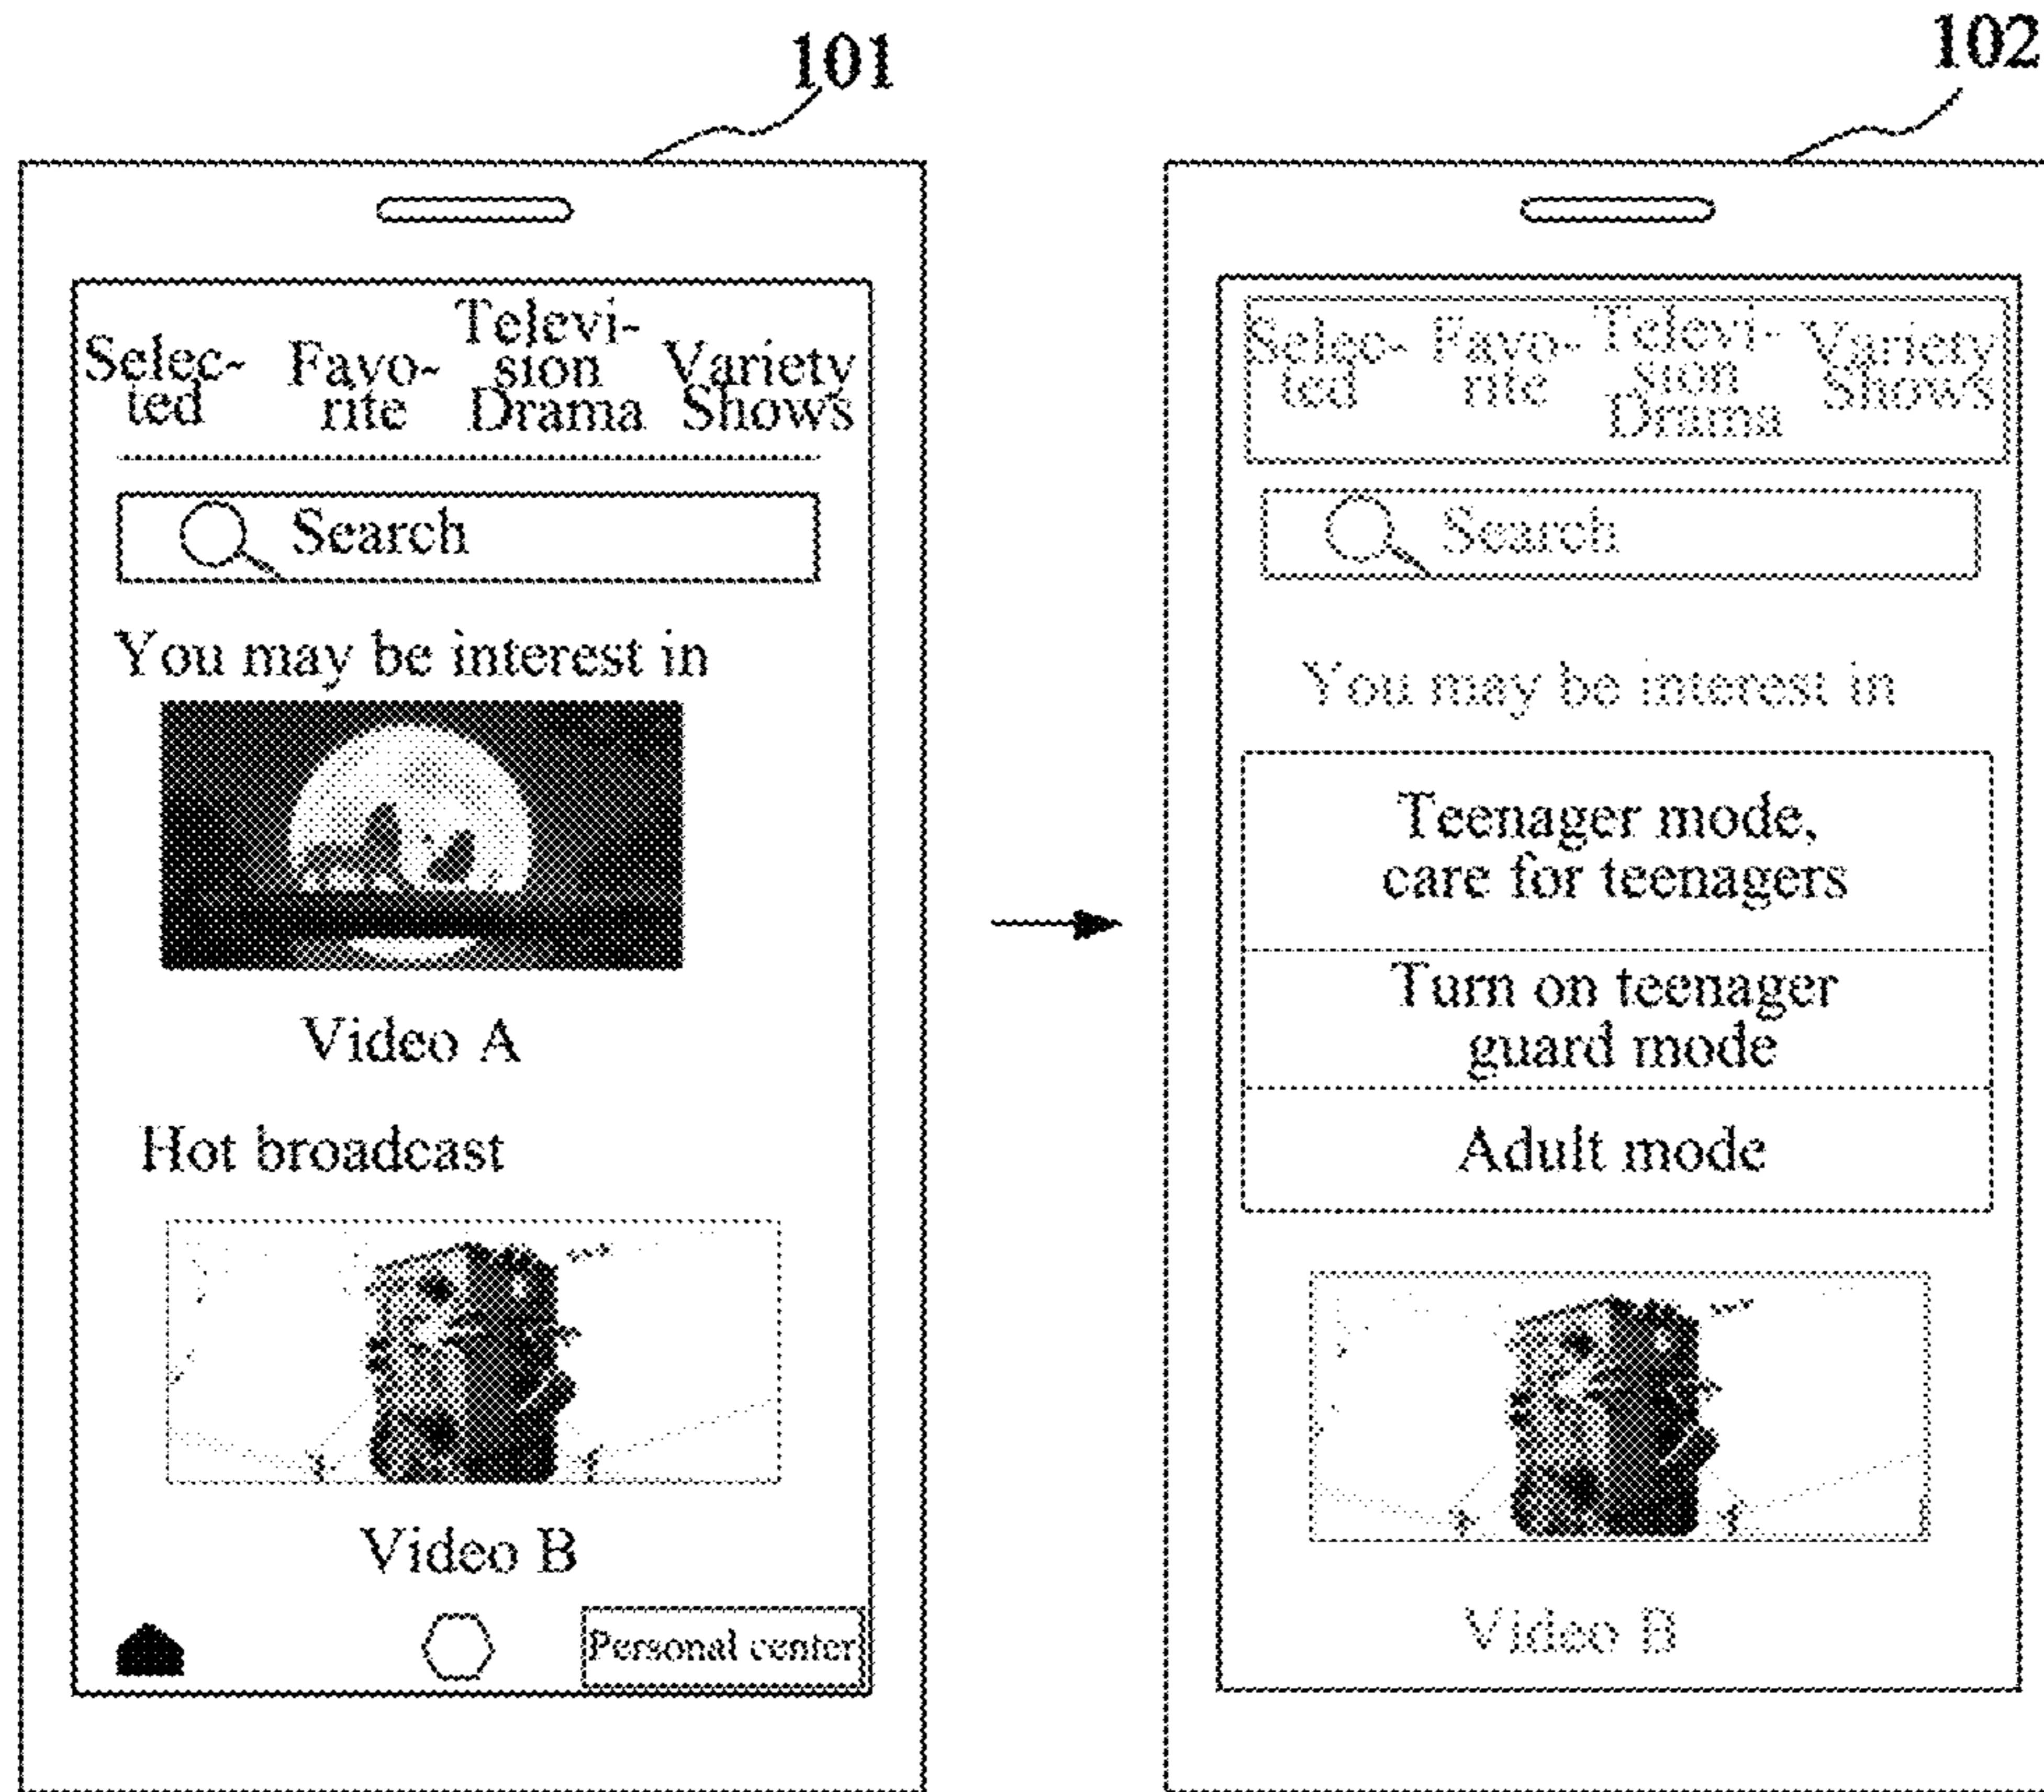 101
Selec-
ted
Favo-
rite
Televi-
sion
Drama
Variety
Shows
Search
You may be interest in
Video A
Hot broadcast
Video B
Personal center
102
Selec-
ted
Favo-
rite
Televi-
sion
Drama
Variety
Shows
Search
You may be interest in
Teenager mode,
care for teenagers
Turn on teenager
guard mode
Adult mode
Video B